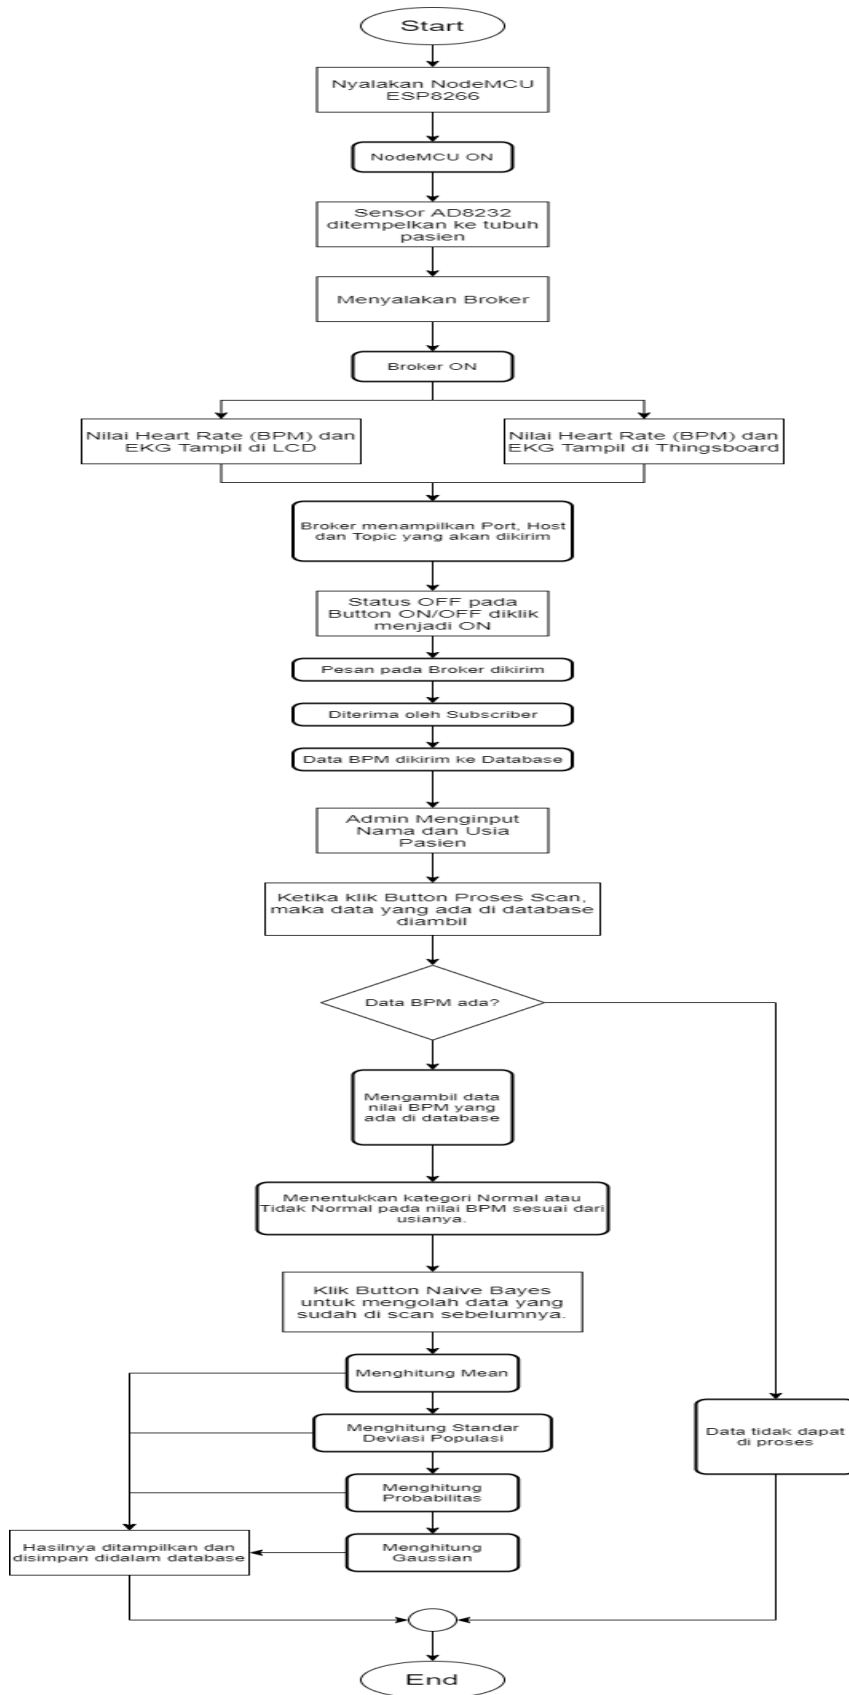 Start
Nyalakan NodeMCU
ESP8266
NodeMCU ON
Sensor AD8232
ditempelkan ke tubuh
pasien
Menyalakan Broker
Broker ON
Nilai Heart Rate (BPM) dan
EKG Tampil di LCD
Nilai Heart Rate (BPM) dan
EKG Tampil di Thingsboard
Broker menampilkan Port, Host
dan Topic yang akan dikirim
Status OFF pada
Button ON/OFF diklik
menjadi ON
Pesan pada Broker dikirim
Diterima oleh Subscriber
Data BPM dikirim ke Database
Admin Menginput
Nama dan Usia
Pasien
Ketika klik Button Proses Scan,
maka data yang ada di database
diambil
Data BPM ada?
Mengambil data
nilai BPM yang
ada di database
Menentukkan kategori Normal atau
Tidak Normal pada nilai BPM sesuai dari
usianya.
Klik Button Naive Bayes
untuk mengolah data yang
sudah di scan sebelumnya.
Menghitung Mean
Menghitung Standar
Deviasi Populasi
Data tidak dapat
di proses
Menghitung
Probabilitas
Hasilnya ditampilkan dan
disimpan didalam database
Menghitung
Gaussian
End